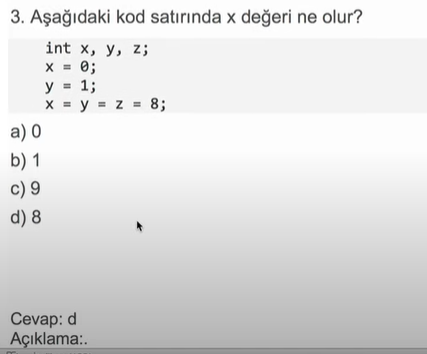 3. Aşağıdaki kod satırında x değeri ne olur?
int x, y, z;
x = 0;
y = 1;
x = y = z = 8;
a) 0
b) 1
c) 9
d) 8
Cevap: d
Açıklama:.